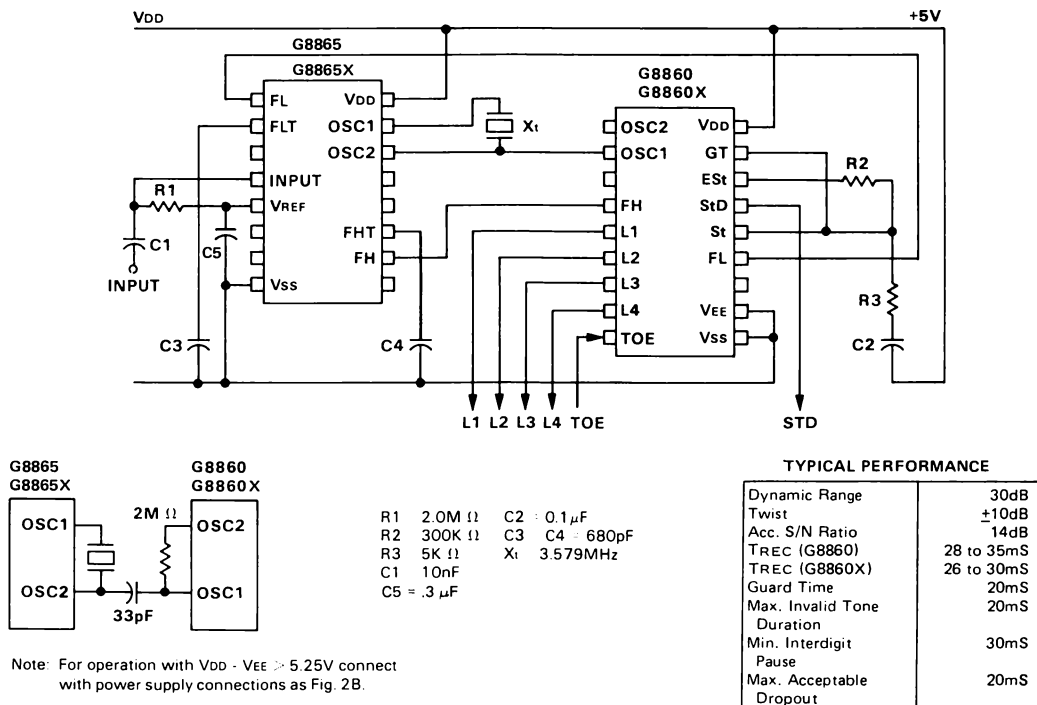 VDD +5V
G8865
G8865X
G8860
G8860X
FL VDD
FLT OSC1
OSC2
INPUT
VREF
FHT
FH
VSS
Xt
R1
C1
INPUT
C5
C3
C4
OSC2 VDD
OSC1 GT
ESt
FH StD
L1 St
L2 FL
L3
L4 VEE
TOE VSS
R2
R3
C2
L1 L2 L3 L4 TOE STD
G8865
G8865X
G8860
G8860X
OSC1
OSC2
2M Ω
33pF
OSC2
OSC1
R1 2.0M Ω C2 = 0.1μF
R2 300K Ω C3 C4 = 680pF
R3 5K Ω Xt 3.579MHz
C1 10nF
C5 = .3 μF
Note: For operation with VDD - VEE > 5.25V connect
with power supply connections as Fig. 2B.
TYPICAL PERFORMANCE
Dynamic Range 30dB
Twist ±10dB
Acc. S/N Ratio 14dB
TREC (G8860) 28 to 35mS
TREC (G8860X) 26 to 30mS
Guard Time 20mS
Max. Invalid Tone 20mS
Duration
Min. Interdigit 30mS
Pause
Max. Acceptable 20mS
Dropout